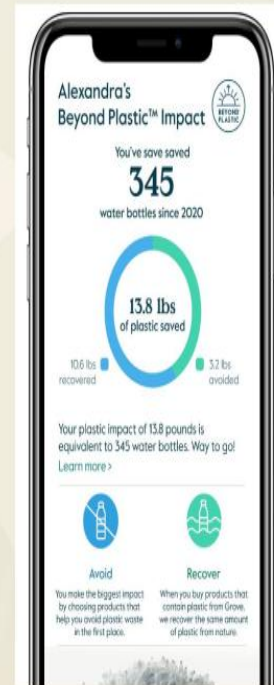 Alexandra's
Beyond Plastic™ Impact
BEYOND
PLASTIC
You've save saved
345
water bottles since 2020
13.8 lbs
of plastic saved
10.6 lbs
recovered
3.2 lbs
avoided
Your plastic impact of 13.8 pounds is
equivalent to 345 water bottles. Way to go!
Learn more >
Avoid
You make the biggest impact
by choosing products that
help you avoid plastic waste
in the first place.
Recover
When you buy products that
contain plastic from Grove,
we recover the same amount
of plastic from nature.